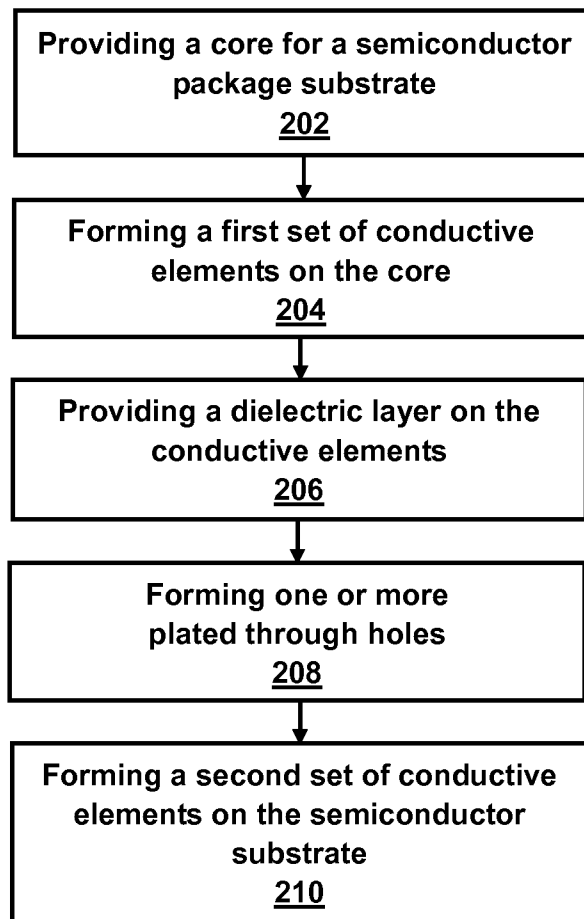 Providing a core for a semiconductor
package substrate
202
Forming a first set of conductive
elements on the core
204
Providing a dielectric layer on the
conductive elements
206
Forming one or more
plated through holes
208
Forming a second set of conductive
elements on the semiconductor
substrate
210